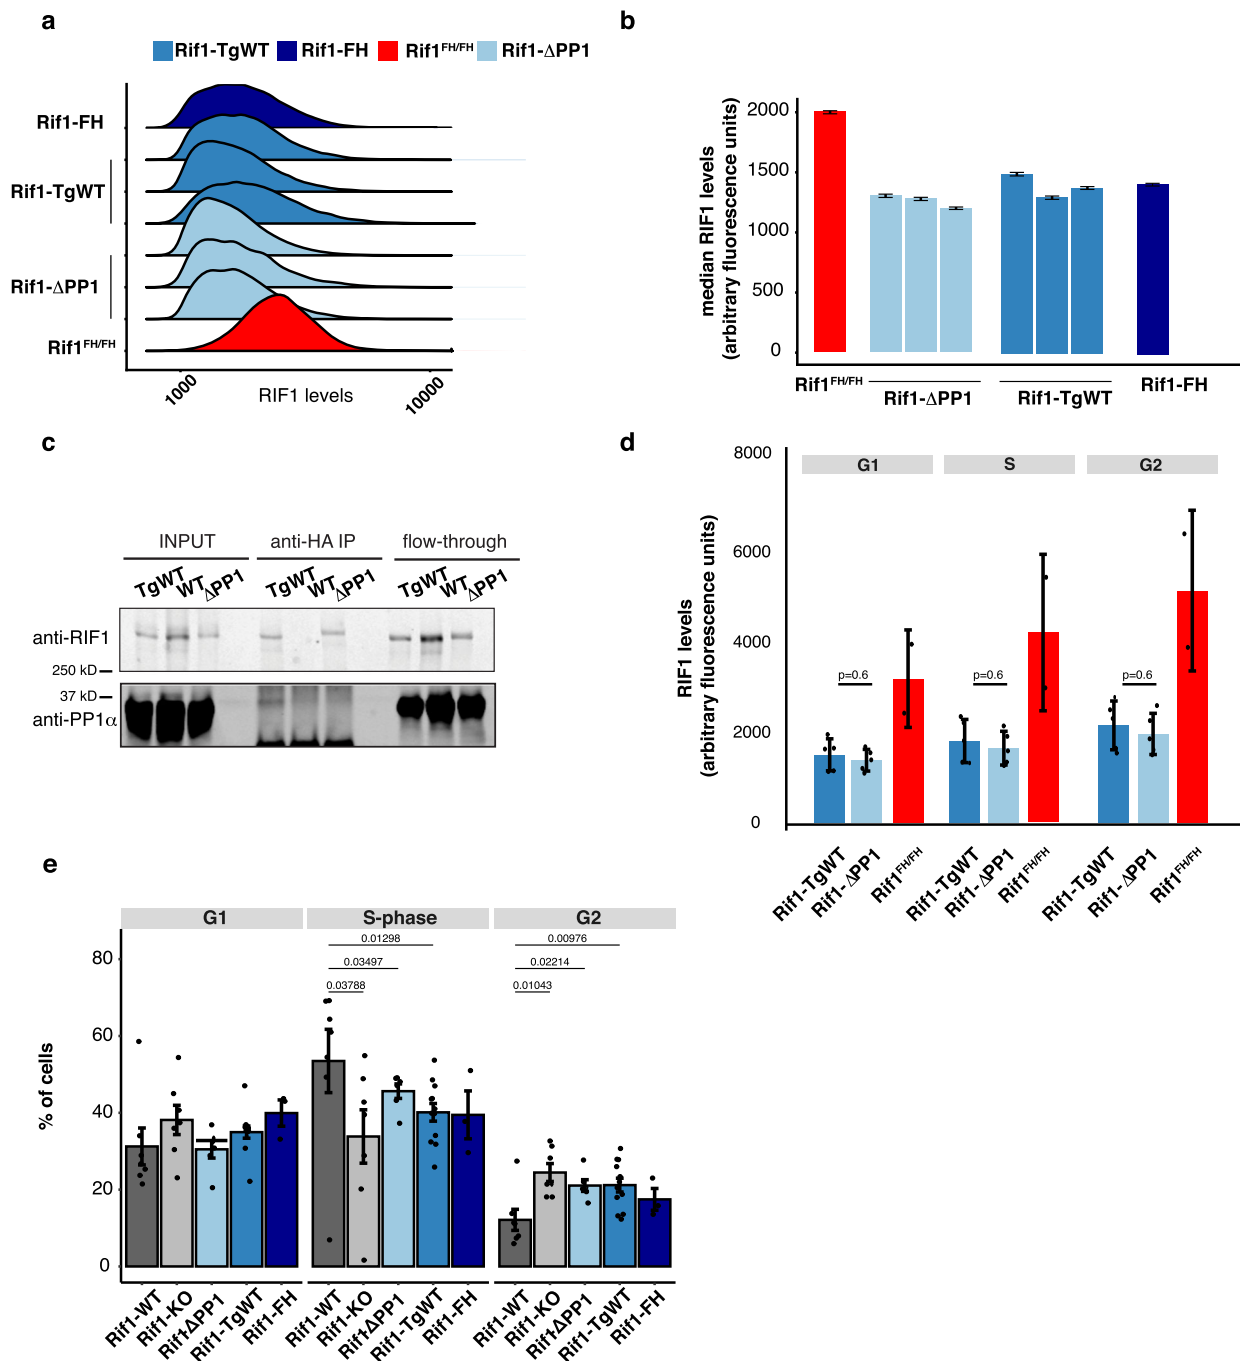 a
Rif1-TgWT Rif1-FH Rif1FH/FH Rif1-ΔPP1
Rif1-FH
Rif1-TgWT
Rif1-ΔPP1
Rif1FH/FH
1000 10000
RIF1 levels
b
median RIF1 levels
(arbitrary fluorescence units)
2000
1500
1000
500
0
Rif1FH/FH Rif1-ΔPP1 Rif1-TgWT Rif1-FH
c
INPUT anti-HA IP flow-through
TgWT WT ΔPP1 TgWT WT ΔPP1 TgWT WT ΔPP1
anti-RIF1
250 kD
37 kD
anti-PP1α
d
RIF1 levels
(arbitrary fluorescence units)
8000
6000
4000
2000
0
G1 S G2
p=0.6 p=0.6 p=0.6
Rif1-TgWT Rif1-ΔPP1 Rif1FH/FH Rif1-TgWT Rif1-ΔPP1 Rif1FH/FH Rif1-TgWT Rif1-ΔPP1 Rif1FH/FH
e
G1 S-phase G2
% of cells
80
60
40
20
0
0.01298 0.00976
0.03497 0.02214
0.03788 0.01043
Rif1-WT Rif1-KO Rif1ΔPP1 Rif1-TgWT Rif1-FH Rif1-WT Rif1-KO Rif1ΔPP1 Rif1-TgWT Rif1-FH Rif1-WT Rif1-KO Rif1ΔPP1 Rif1-TgWT Rif1-FH